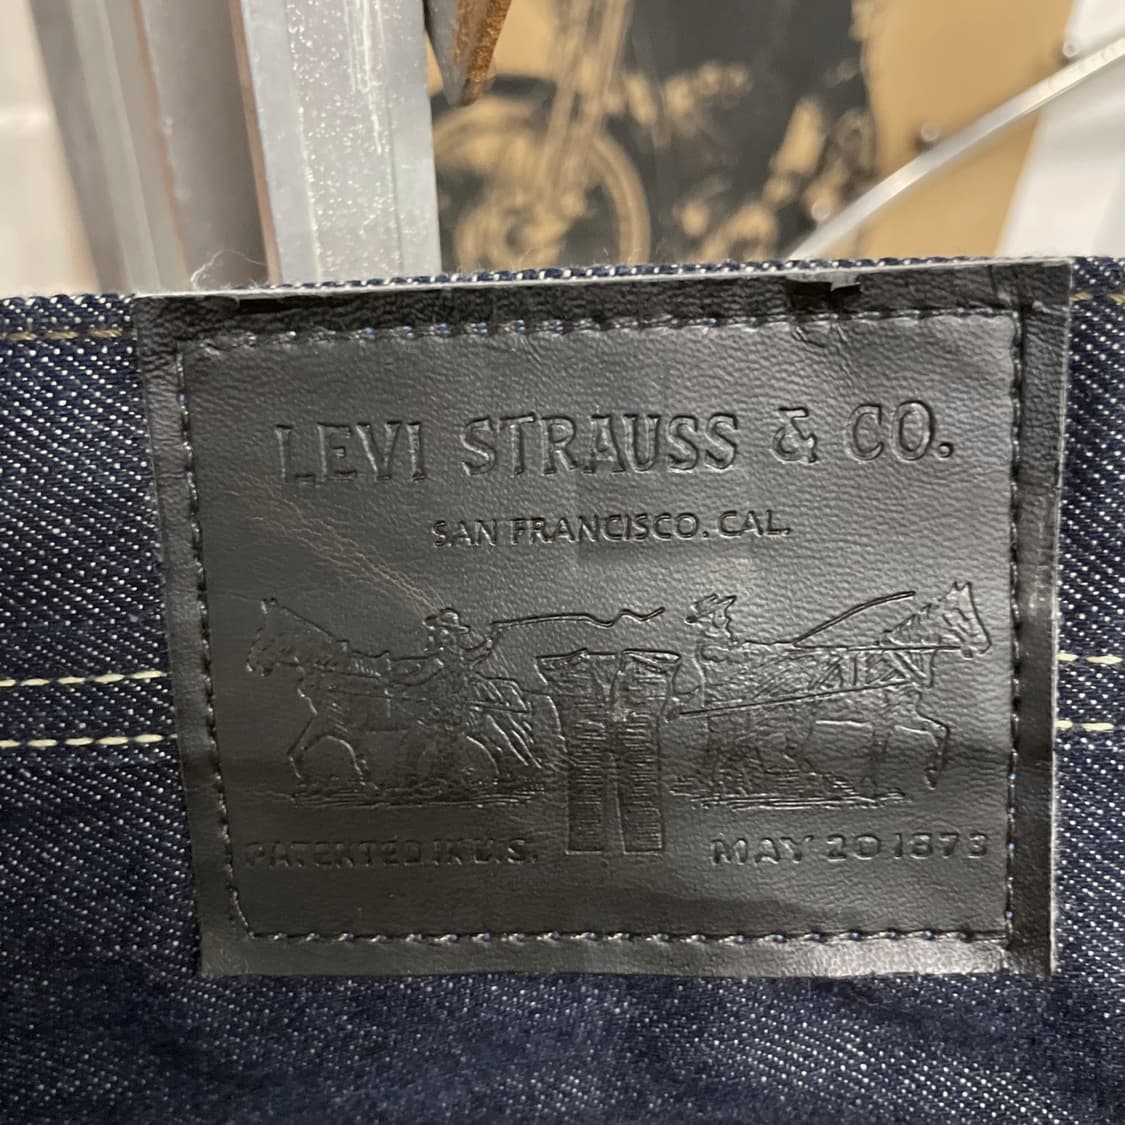 LEVI STRAUSS & CO.
SAN FRANCISCO. CAL.
PATENTED IN U.S. MAY 20 1873